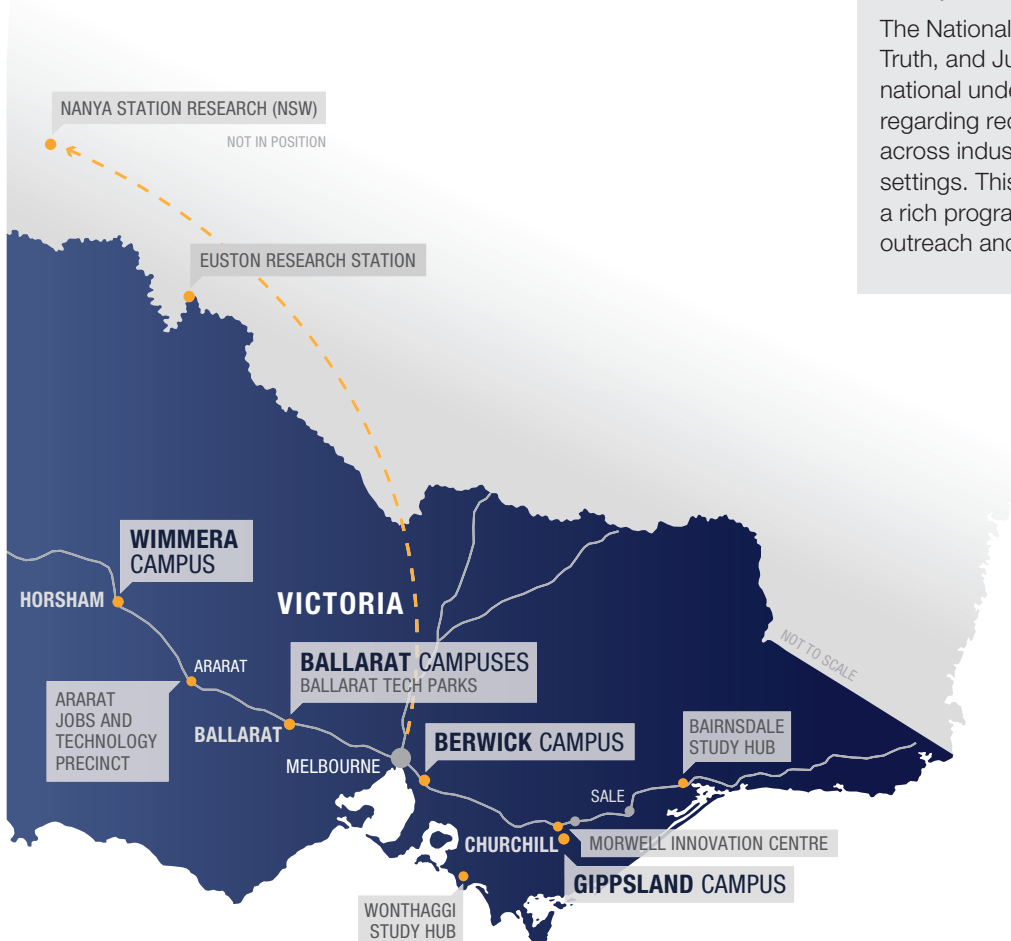 The National
Truth, and Ju
national unde
regarding rec
across indus
settings. This
a rich progra
outreach and
NANYA STATION RESEARCH (NSW)
NOT IN POSITION
EUSTON RESEARCH STATION
WIMMERA
CAMPUS
HORSHAM
VICTORIA
NOT TO SCALE
ARARAT
BALLARAT CAMPUSES
BALLARAT TECH PARKS
ARARAT
JOBS AND
TECHNOLOGY
PRECINCT
BALLARAT
MELBOURNE
BERWICK CAMPUS
BAIRNSDALE
STUDY HUB
SALE
CHURCHILL
MORWELL INNOVATION CENTRE
GIPPSLAND CAMPUS
WONTHAGGI
STUDY HUB